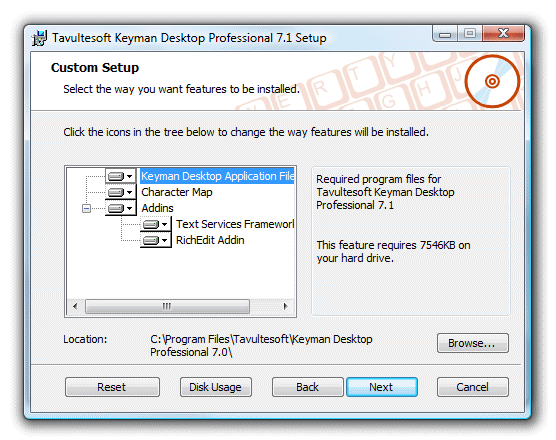 Tavultesoft Keyman Desktop Professional 7.1 Setup
Custom Setup
Select the way you want features to be installed.
Click the icons in the tree below to change the way features will be installed.
Keyman Desktop Application File
Character Map
Addins
Text Services Framework
RichEdit Addin
Required program files for
Tavultesoft Keyman Desktop
Professional 7.1
This feature requires 7546KB on
your hard drive.
Location:
C:\Program Files\Tavultesoft\Keyman Desktop
Professional 7.0\
Browse...
Reset
Disk Usage
Back
Next
Cancel